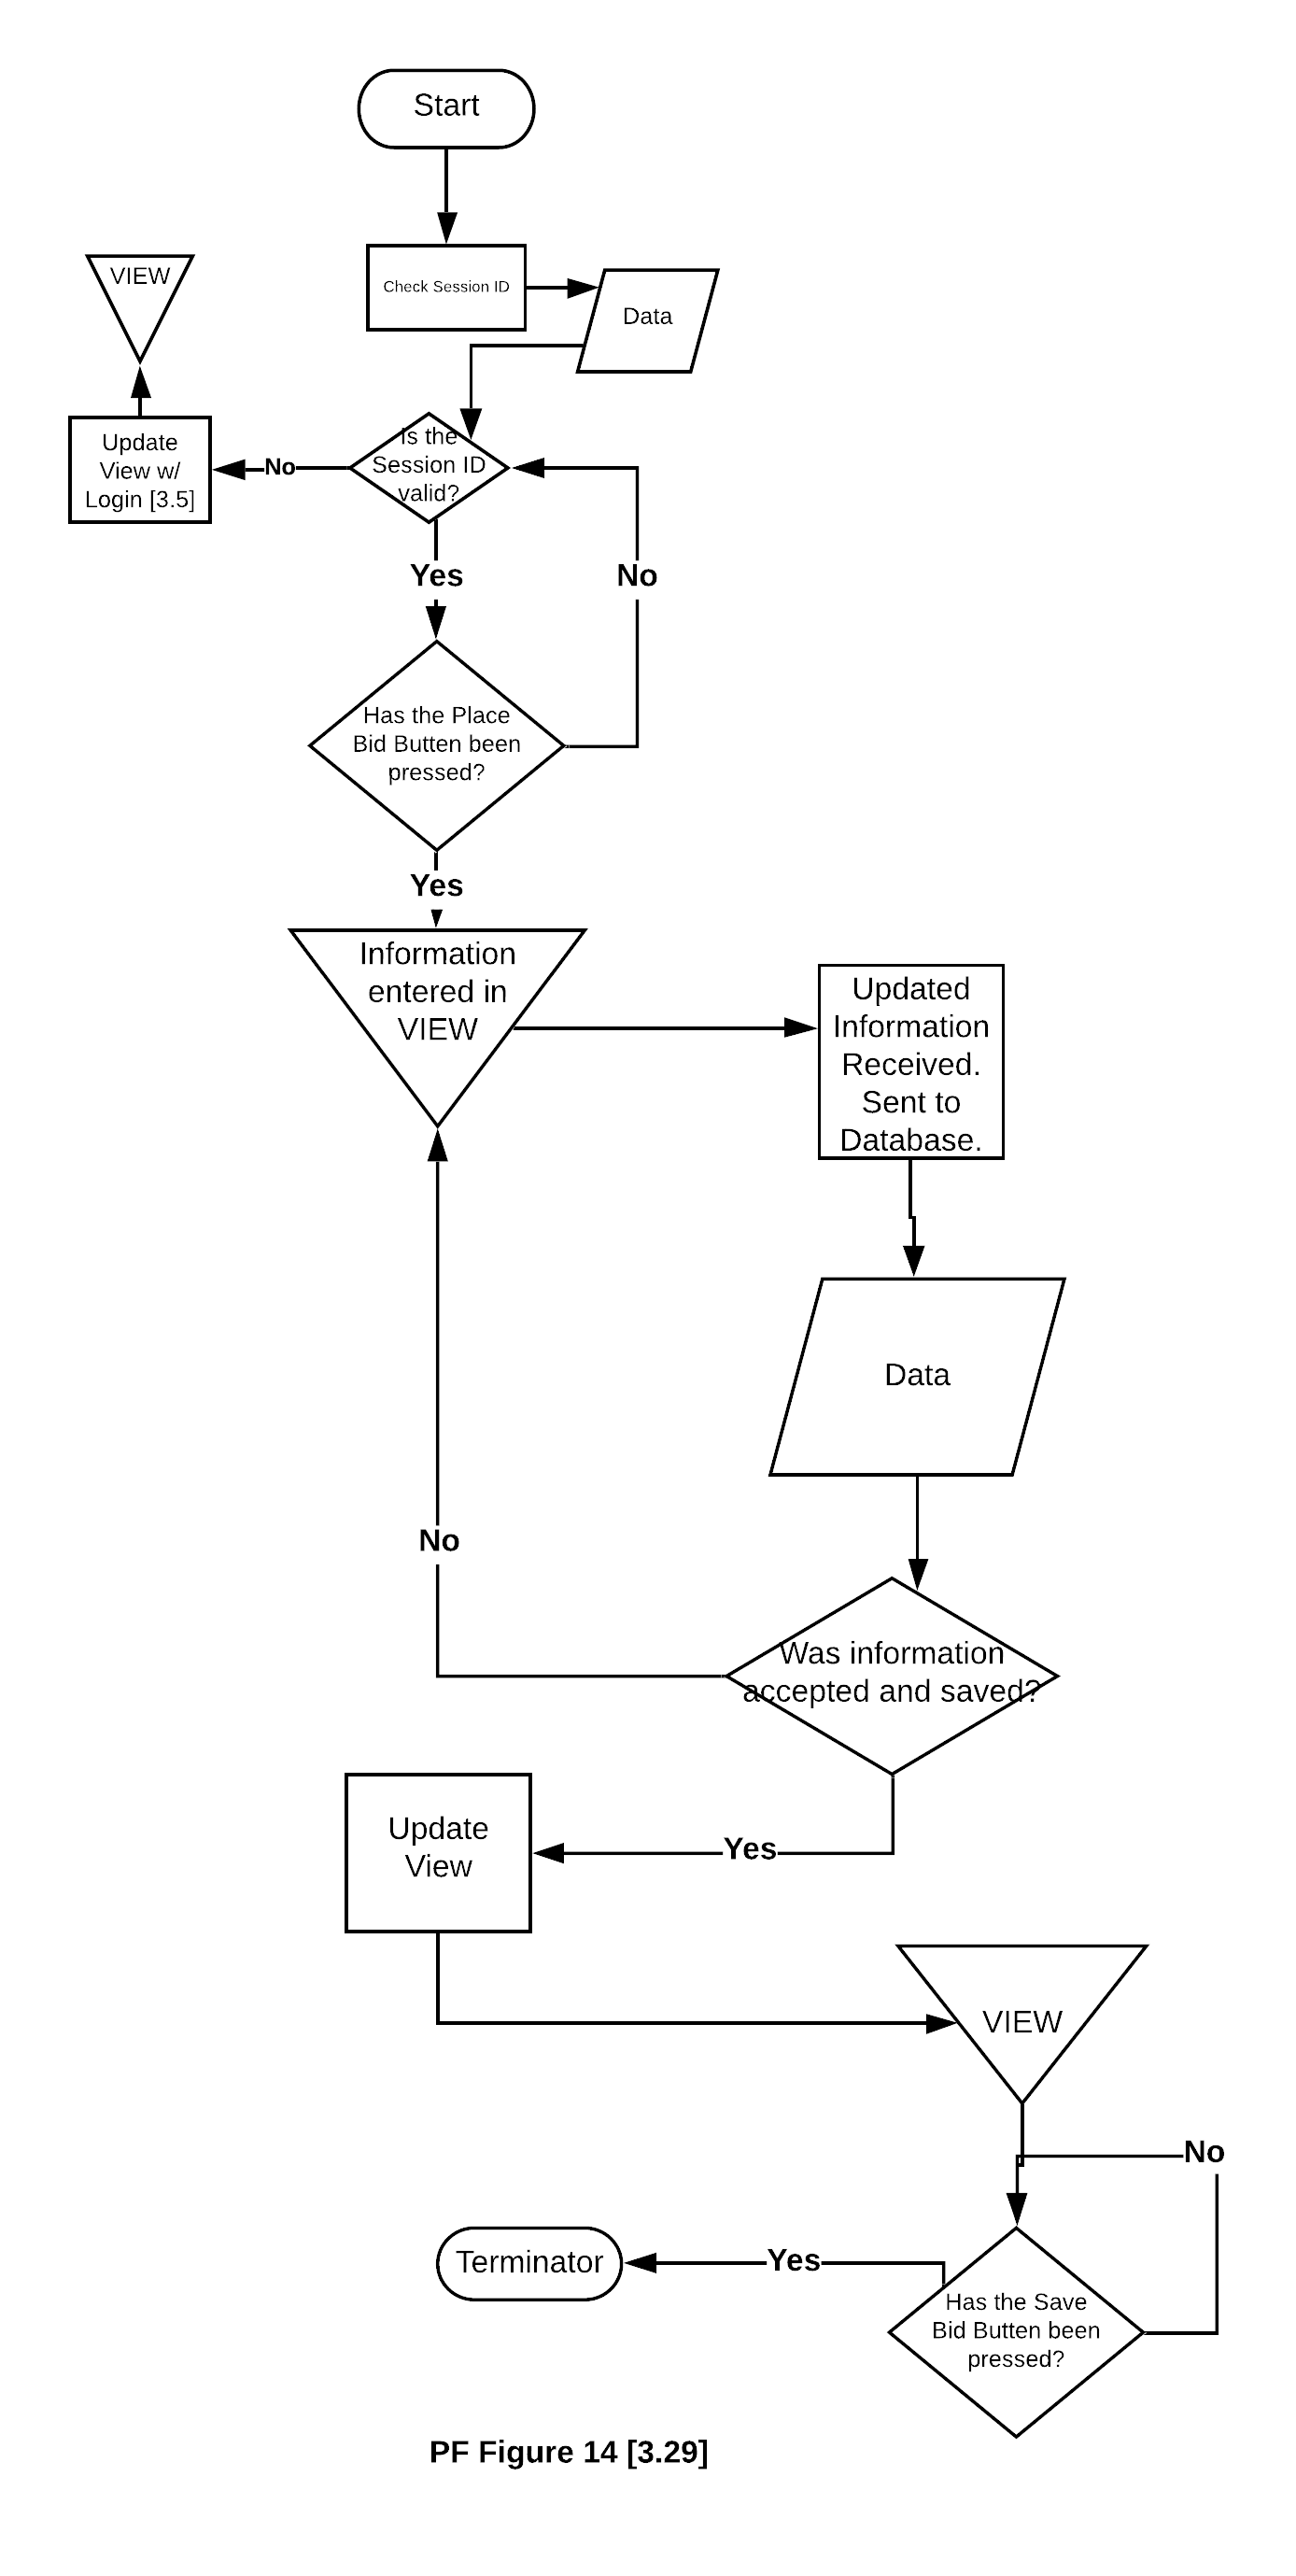 Start
VIEW
Check Session ID
Data
Update
View w/
Login [3.5]
No
Is the
Session ID
valid?
Yes
No
Has the Place
Bid Butten been
pressed?
Yes
Information
entered in
VIEW
Updated
Information
Received.
Sent to
Database.
Data
No
Was information
accepted and saved?
Update
View
Yes
VIEW
No
Terminator
Yes
Has the Save
Bid Butten been
pressed?
PF Figure 14 [3.29]